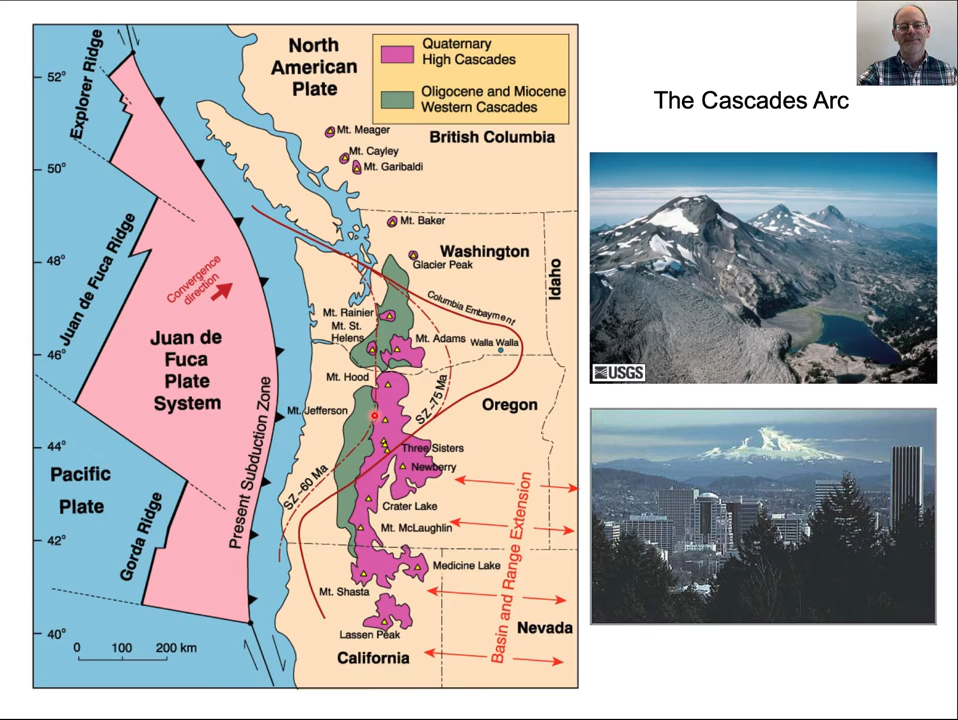 The Cascades Arc
North
American
Plate
Quaternary
High Cascades
Oligocene and Miocene
Western Cascades
Explorer Ridge
52°
50°
48°
46°
44°
42°
40°
Mt. Meager
Mt. Cayley
Mt. Garibaldi
British Columbia
Mt. Baker
Washington
Glacier Peak
Idaho
Juan de Fuca Ridge
Convergence
direction
Columbia Embayment
Mt. Rainier
Mt. St.
Helens
Mt. Adams
Walla Walla
Juan de
Fuca
Plate
System
Mt. Hood
SZ~75 Ma
Oregon
Mt. Jefferson
Present Subduction Zone
Three Sisters
Newberry
SZ~60 Ma
Pacific
Plate
Crater Lake
Mt. McLaughlin
Gorda Ridge
Basin and Range Extension
Medicine Lake
Mt. Shasta
Nevada
Lassen Peak
California
0 100 200 km
USGS